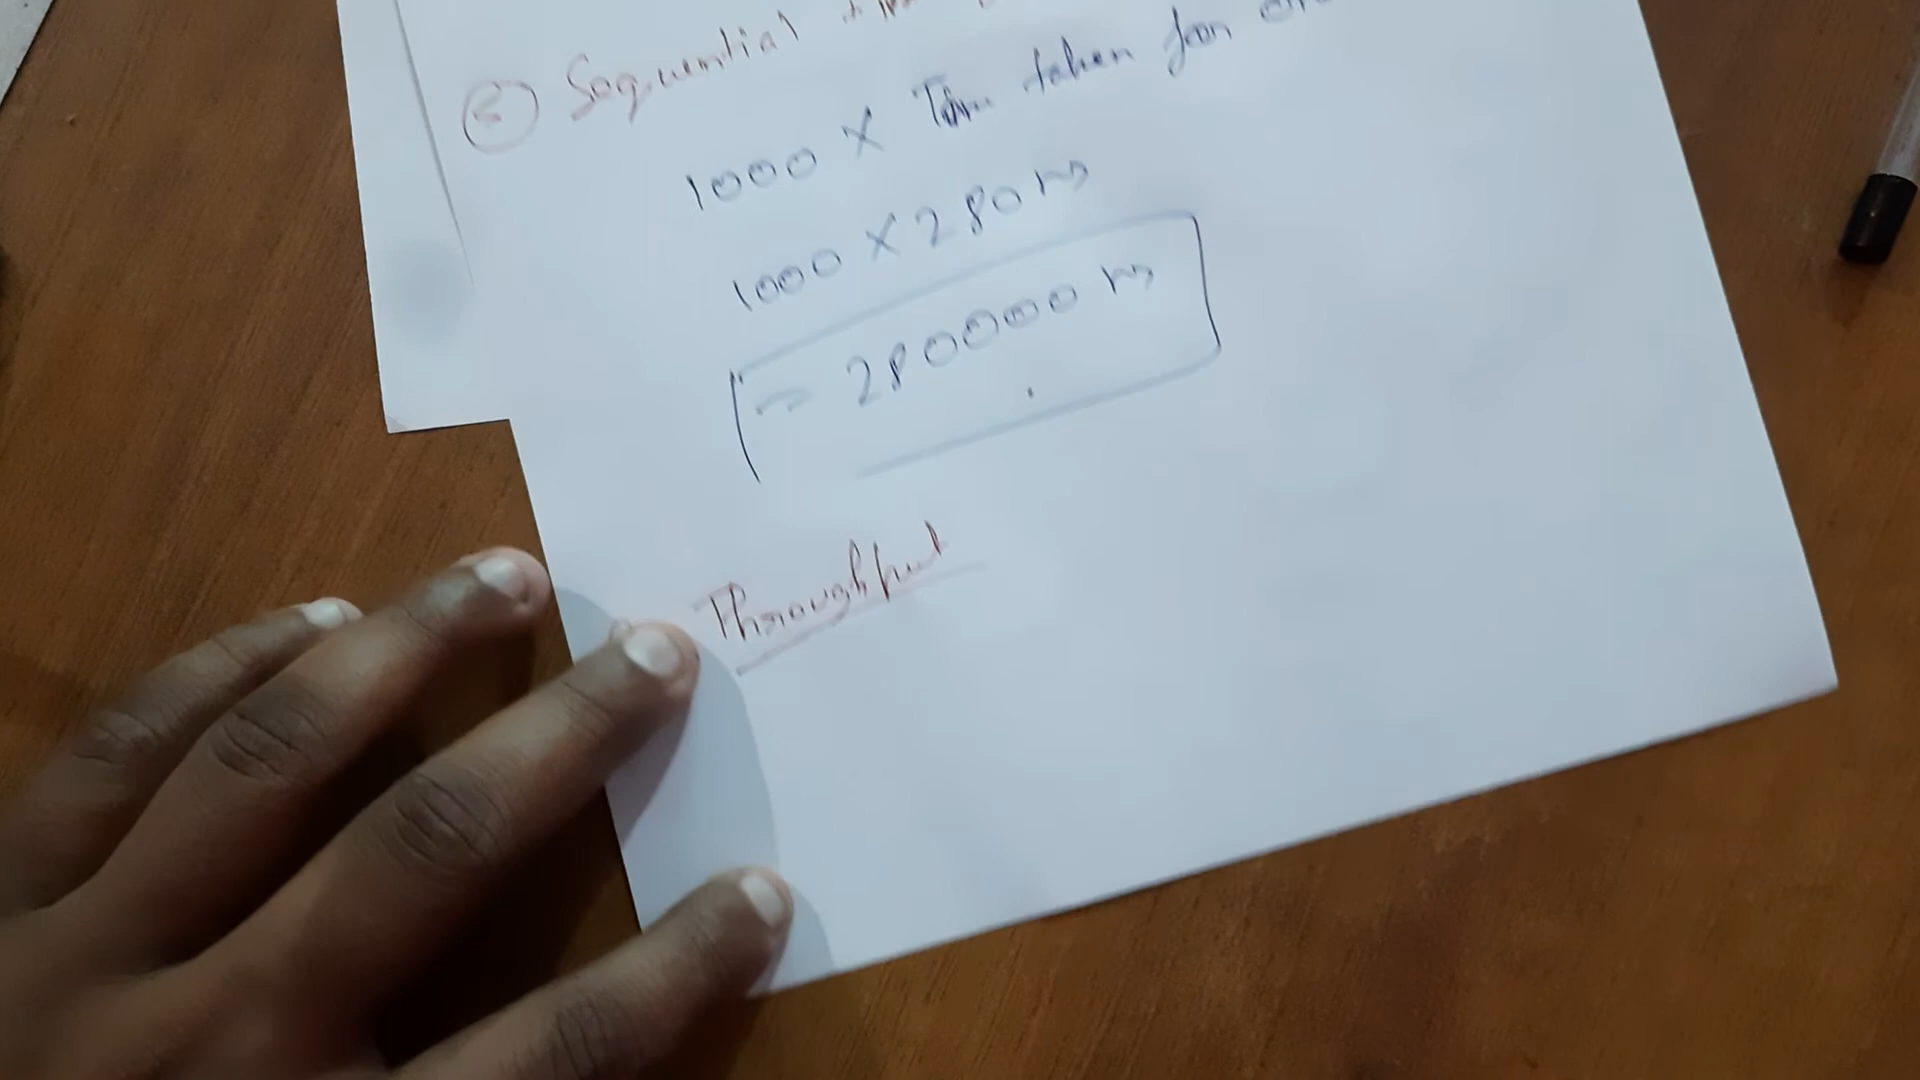 ⑤ Sequential
1000 X Time taken for
1000 X 280 ns
= 280000 ns
Throughput